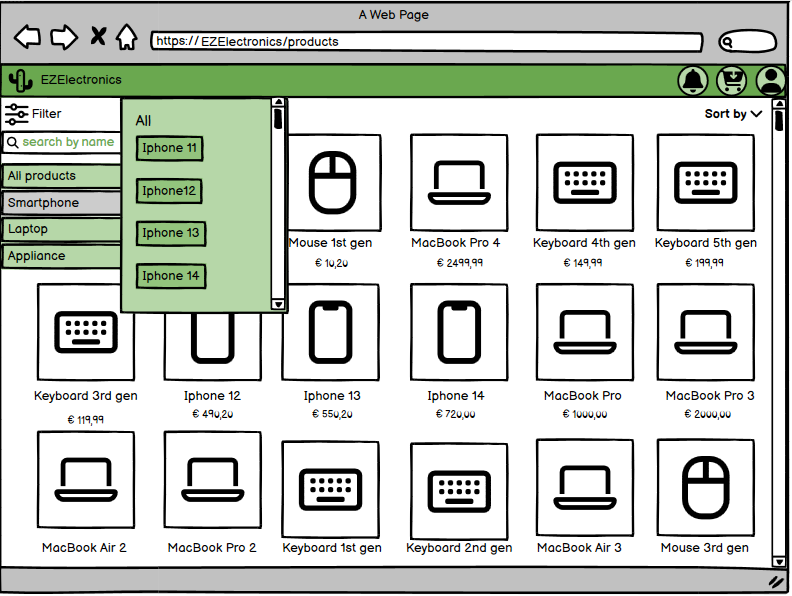 A Web Page
https:// EZElectronics/products
EZElectronics
Filter
All
Sort by
search by name
Iphone 11
All products
Iphone12
Smartphone
Laptop
Iphone 13
Appliance
Iphone 14
Mouse 1st gen
MacBook Pro 4
Keyboard 4th gen
Keyboard 5th gen
€ 10,20
€ 2499,99
€ 149,99
€ 199,99
Keyboard 3rd gen
Iphone 12
Iphone 13
Iphone 14
MacBook Pro
MacBook Pro 3
€ 119,99
€ 490,20
€ 550,20
€ 720,00
€ 1000,00
€ 2000,00
MacBook Air 2
MacBook Pro 2
Keyboard 1st gen
Keyboard 2nd gen
MacBook Air 3
Mouse 3rd gen